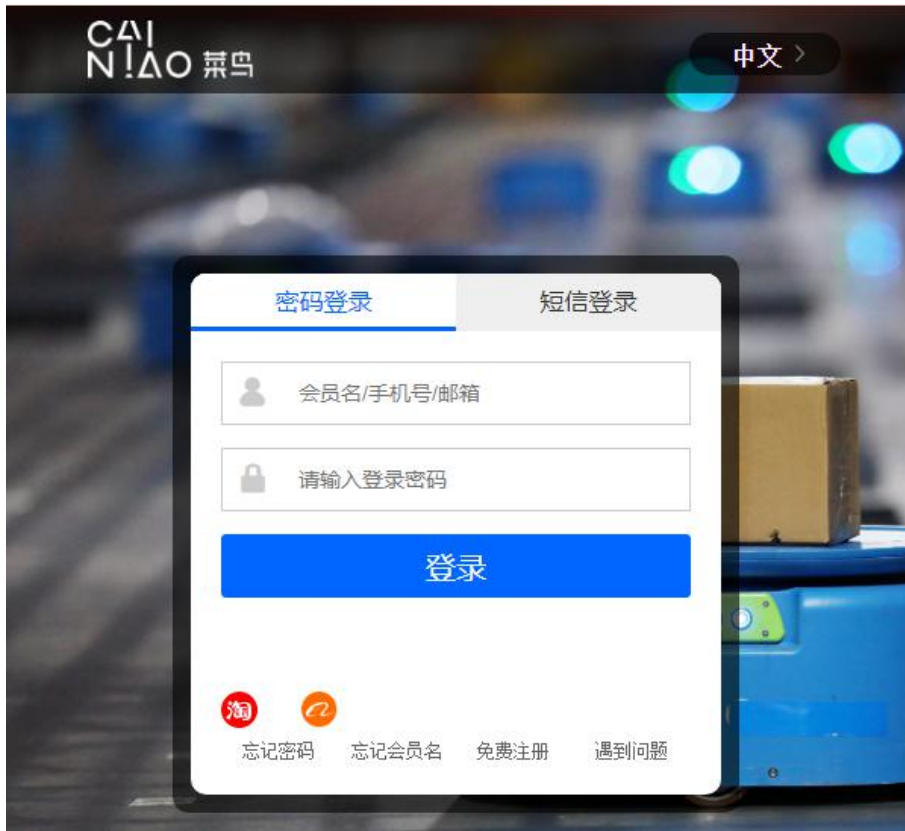 CAI
NIAO 菜鸟
中文 >
密码登录 短信登录
会员名/手机号/邮箱
请输入登录密码
登录
淘
忘记密码 忘记会员名 免费注册 遇到问题